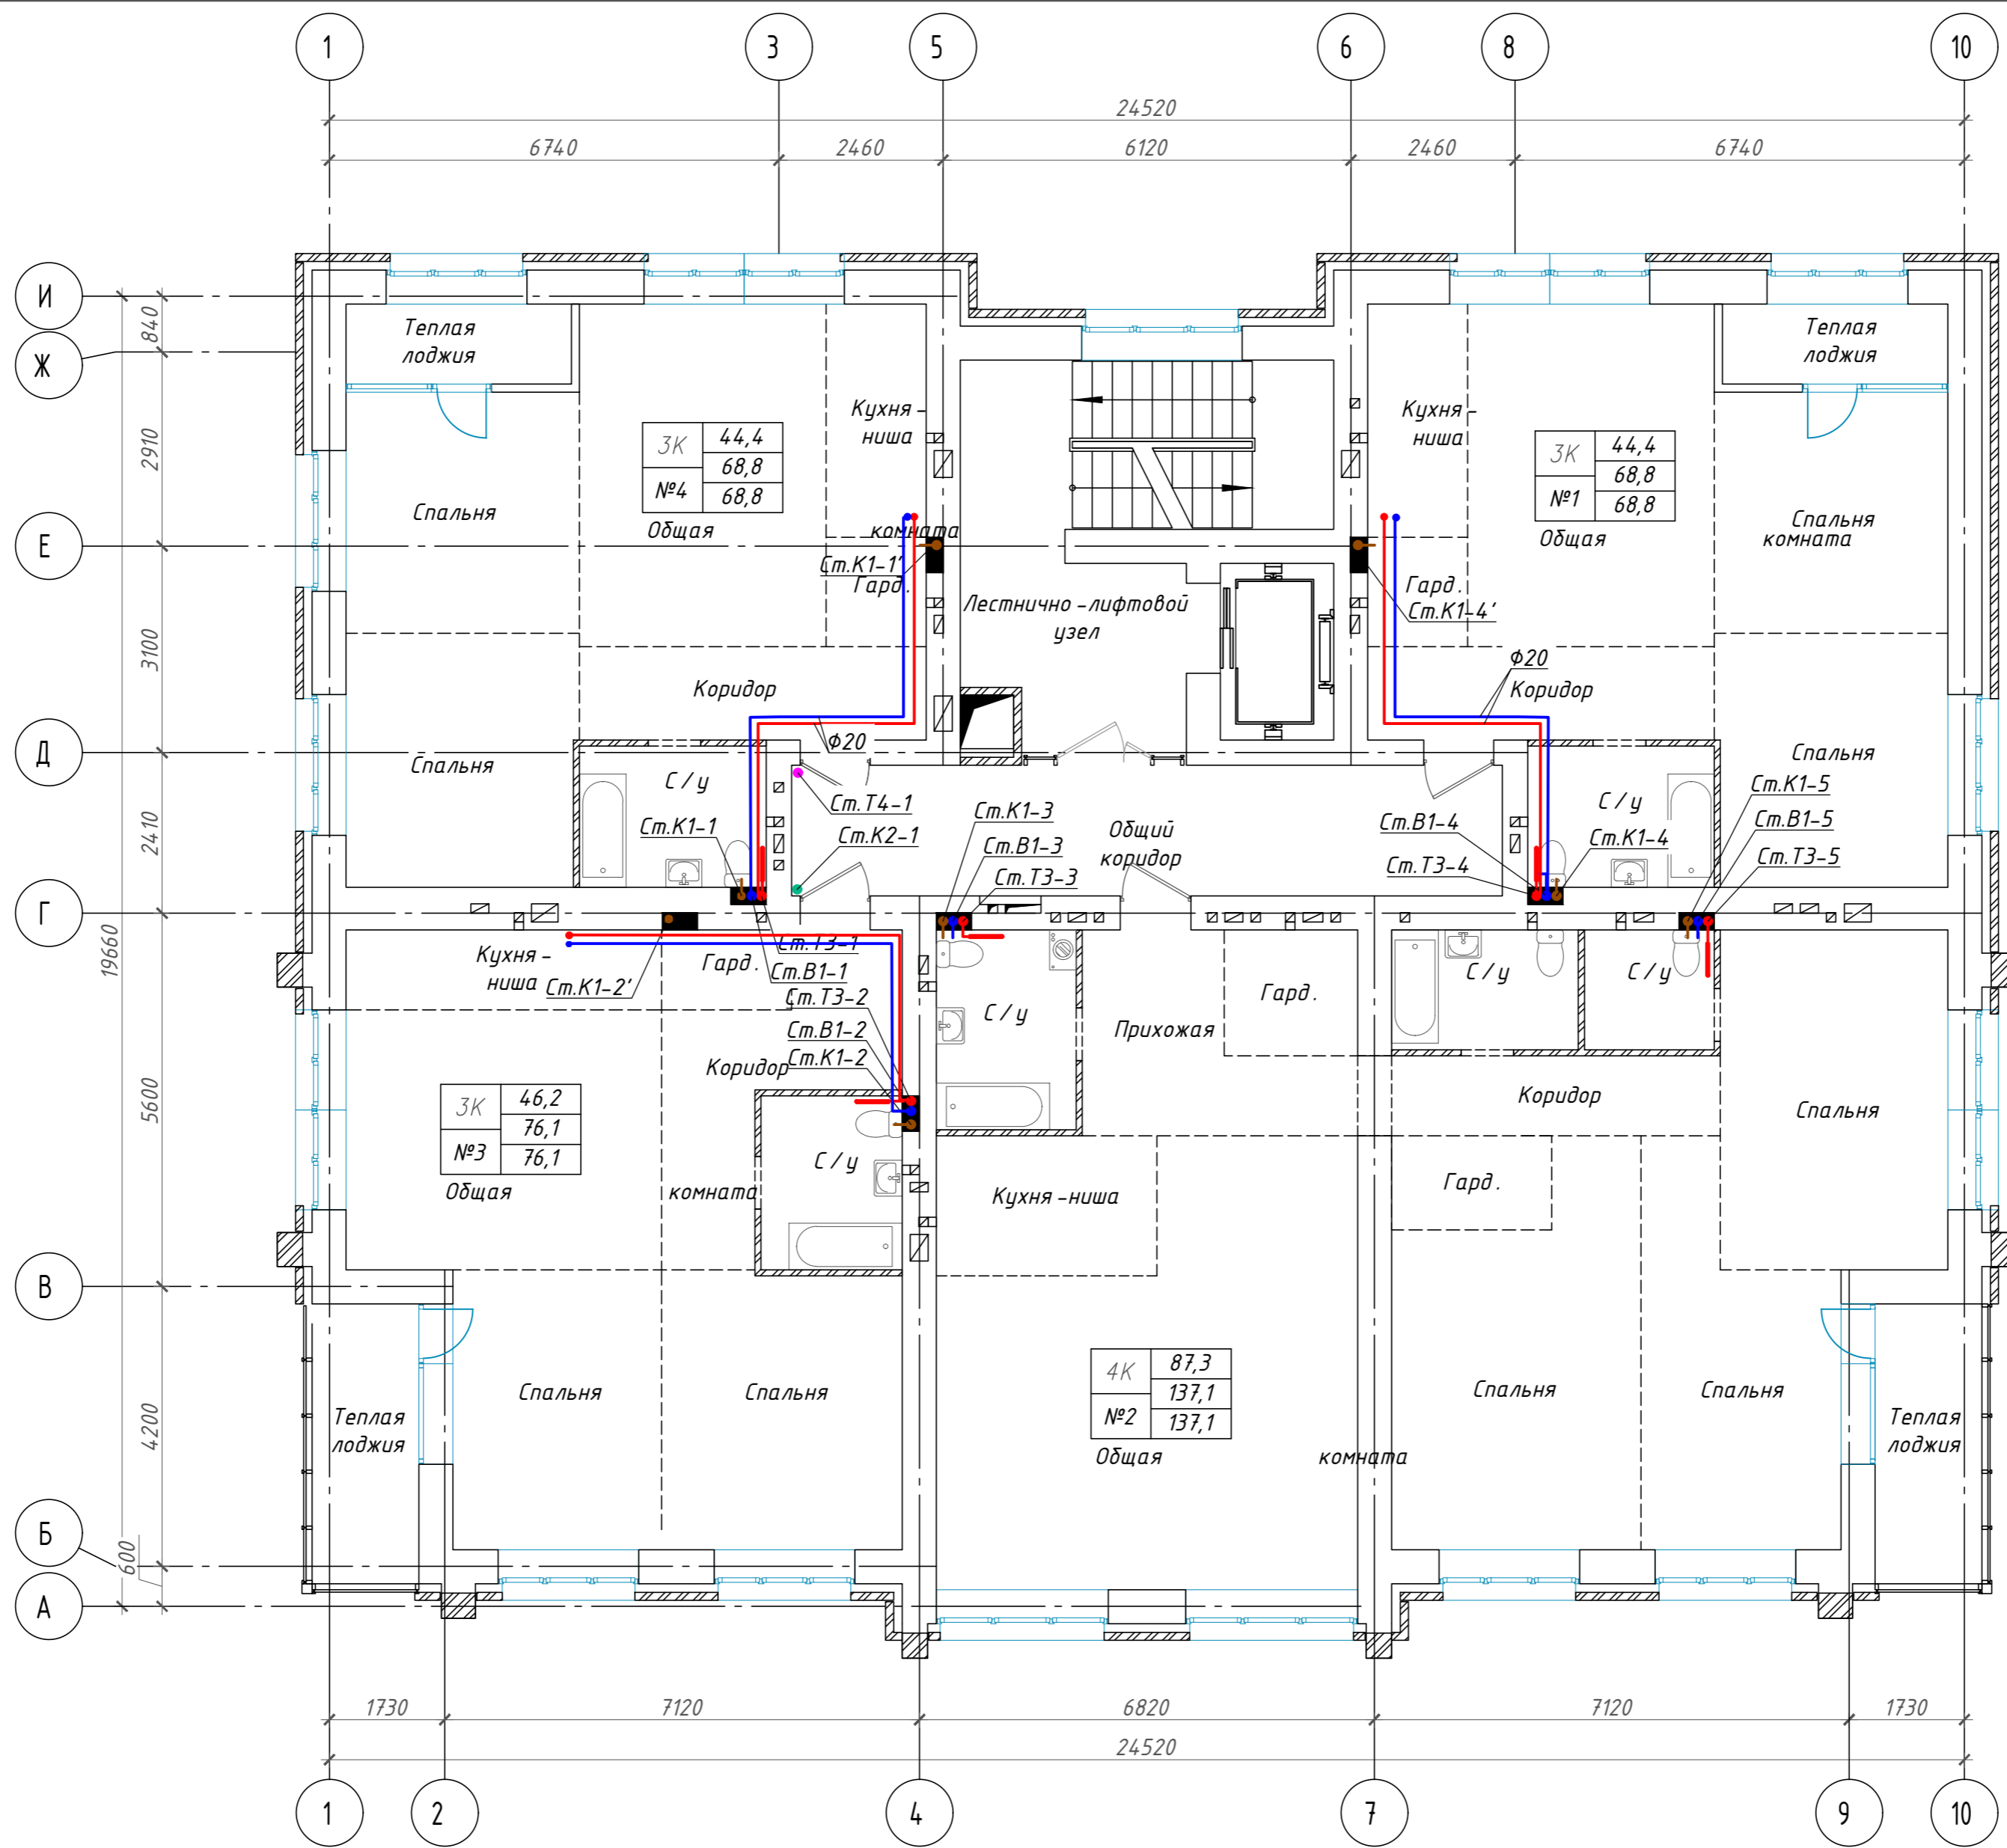 1
3
5
6
8
10
24520
6740
2460
6120
2460
6740
И
Ж
Е
Д
Г
В
Б
А
840
2910
3100
2410
19660
5600
4200
600
Теплая
лоджия
Теплая
лоджия
Кухня-
ниша
Кухня-
ниша
3К
44,4
68,8
№4
68,8
Общая
комната
3К
44,4
68,8
№1
68,8
Общая
комната
Спальня
Спальня
Ст.К1-1'
Гард.
Лестнично-лифтовой
узел
Гард.
Ст.К1-4'
Коридор
ϕ20
ϕ20
Коридор
Спальня
Спальня
С/у
Ст.Т4-1
Ст.К1-1
Ст.К2-1
Ст.К1-3
Ст.В1-3
Ст.Т3-3
Общий
коридор
Ст.В1-4
Ст.Т3-4
С/у
Ст.К1-4
Ст.К1-5
Ст.В1-5
Ст.Т3-5
Кухня-
ниша
Ст.К1-2'
Гард.
Ст.Т3-1
Ст.В1-1
Ст.Т3-2
Ст.В1-2
Ст.К1-2
Коридор
С/у
Прихожая
Гард.
С/у
С/у
Коридор
Спальня
3К
46,2
76,1
№3
76,1
Общая
комната
С/у
Кухня-ниша
Гард.
4К
87,3
137,1
№2
137,1
Общая
комната
Теплая
лоджия
Спальня
Спальня
Спальня
Спальня
Теплая
лоджия
1730
7120
6820
7120
1730
24520
1
2
4
7
9
10